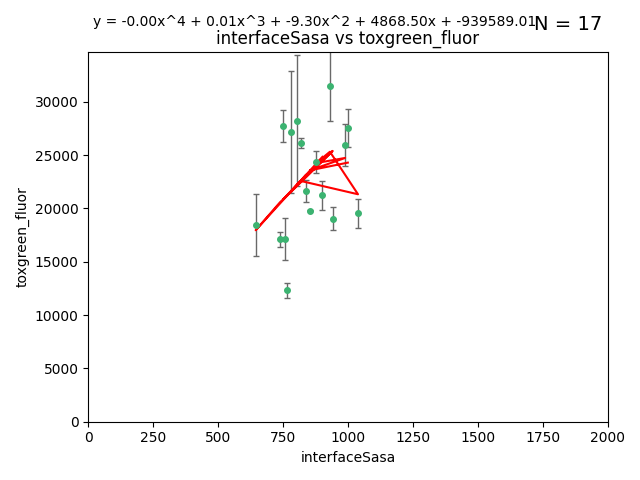 y = -0.00x^4 + 0.01x^3 + -9.30x^2 + 4868.50x + -939589.01
N = 17
interfaceSasa vs toxgreen_fluor
30000
25000
20000
15000
10000
5000
0
toxgreen_fluor
0 250 500 750 1000 1250 1500 1750 2000
interfaceSasa